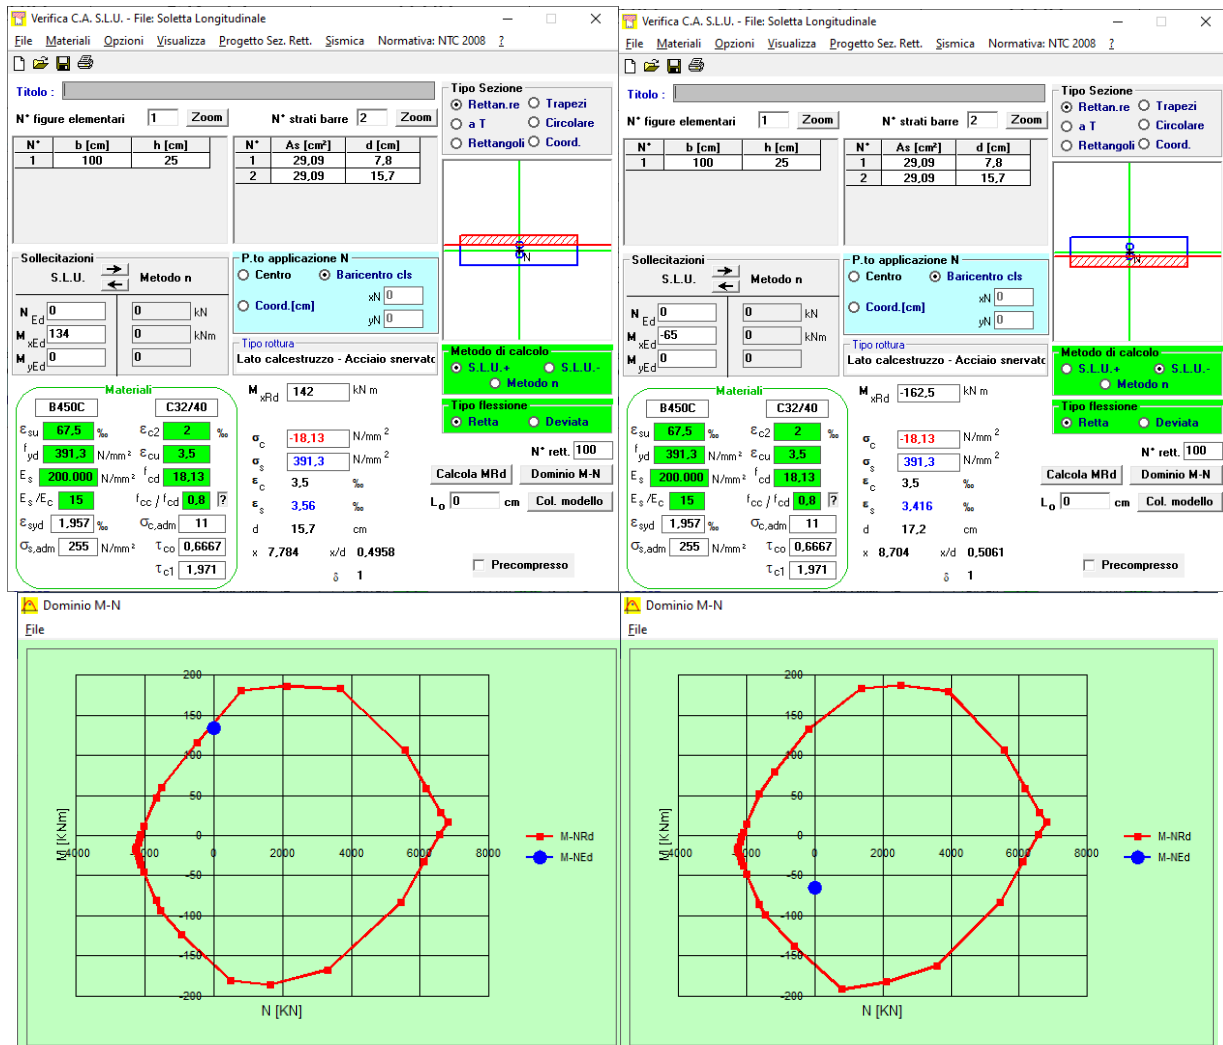 Verifica C.A. S.L.U. - File: Soletta Longitudinale
File Materiali Opzioni Visualizza Progetto Sez. Rett. Sismica Normativa: NTC 2008 ?
Titolo :
N* figure elementari 1 Zoom N* strati barre 2 Zoom
N* b [cm] h [cm]
1 100 25
N* As [cm²] d [cm]
1 29,09 7,8
2 29,09 15,7
Tipo Sezione
Rettan.re Trapezi
a T Circolare
Rettangoli Coord.
N
Sollecitazioni
S.L.U. Metodo n
N Ed 0 0 kN
M xEd 134 0 kNm
M yEd 0 0
P.to applicazione N
Centro Baricentro cls
Coord.[cm] xN 0
yN 0
Tipo rottura
Lato calcestruzzo - Acciaio snervato
Metodo di calcolo
S.L.U.+ S.L.U.-
Metodo n
Tipo flessione
Retta Deviata
Materiali
B450C C32/40
εsu 67,5 ‰ εc2 2 ‰
fyd 391,3 N/mm² εcu 3,5
Es 200.000 N/mm² fcd 18,13
Es /Ec 15 fcc / fcd 0,8 ?
εsyd 1,957 ‰ σc,adm 11
σs,adm 255 N/mm² τco 0,6667
τc1 1,971
M xRd 142 kN m
σc -18,13 N/mm²
σs 391,3 N/mm²
εc 3,5 ‰
εs 3,56 ‰
d 15,7 cm
x 7,784 x/d 0,4958
δ 1
N* rett. 100
Calcola MRd Dominio M-N
Lo 0 cm Col. modello
Precompresso
Verifica C.A. S.L.U. - File: Soletta Longitudinale
File Materiali Opzioni Visualizza Progetto Sez. Rett. Sismica Normativa: NTC 2008 ?
Titolo :
N* figure elementari 1 Zoom N* strati barre 2 Zoom
N* b [cm] h [cm]
1 100 25
N* As [cm²] d [cm]
1 29,09 7,8
2 29,09 15,7
Tipo Sezione
Rettan.re Trapezi
a T Circolare
Rettangoli Coord.
N
Sollecitazioni
S.L.U. Metodo n
N Ed 0 0 kN
M xEd -65 0 kNm
M yEd 0 0
P.to applicazione N
Centro Baricentro cls
Coord.[cm] xN 0
yN 0
Tipo rottura
Lato calcestruzzo - Acciaio snervato
Metodo di calcolo
S.L.U.+ S.L.U.-
Metodo n
Tipo flessione
Retta Deviata
Materiali
B450C C32/40
εsu 67,5 ‰ εc2 2 ‰
fyd 391,3 N/mm² εcu 3,5
Es 200.000 N/mm² fcd 18,13
Es /Ec 15 fcc / fcd 0,8 ?
εsyd 1,957 ‰ σc,adm 11
σs,adm 255 N/mm² τco 0,6667
τc1 1,971
M xRd -162,5 kN m
σc -18,13 N/mm²
σs 391,3 N/mm²
εc 3,5 ‰
εs 3,416 ‰
d 17,2 cm
x 8,704 x/d 0,5061
δ 1
N* rett. 100
Calcola MRd Dominio M-N
Lo 0 cm Col. modello
Precompresso
Dominio M-N
File
200
150
100
50
0
-50
-100
-150
-200
-4000 -2000 0 2000 4000 6000 8000
M [KNm]
N [KN]
M-NRd
M-NEd
Dominio M-N
File
200
150
100
50
0
-50
-100
-150
-200
-4000 -2000 0 2000 4000 6000 8000
M [KNm]
N [KN]
M-NRd
M-NEd